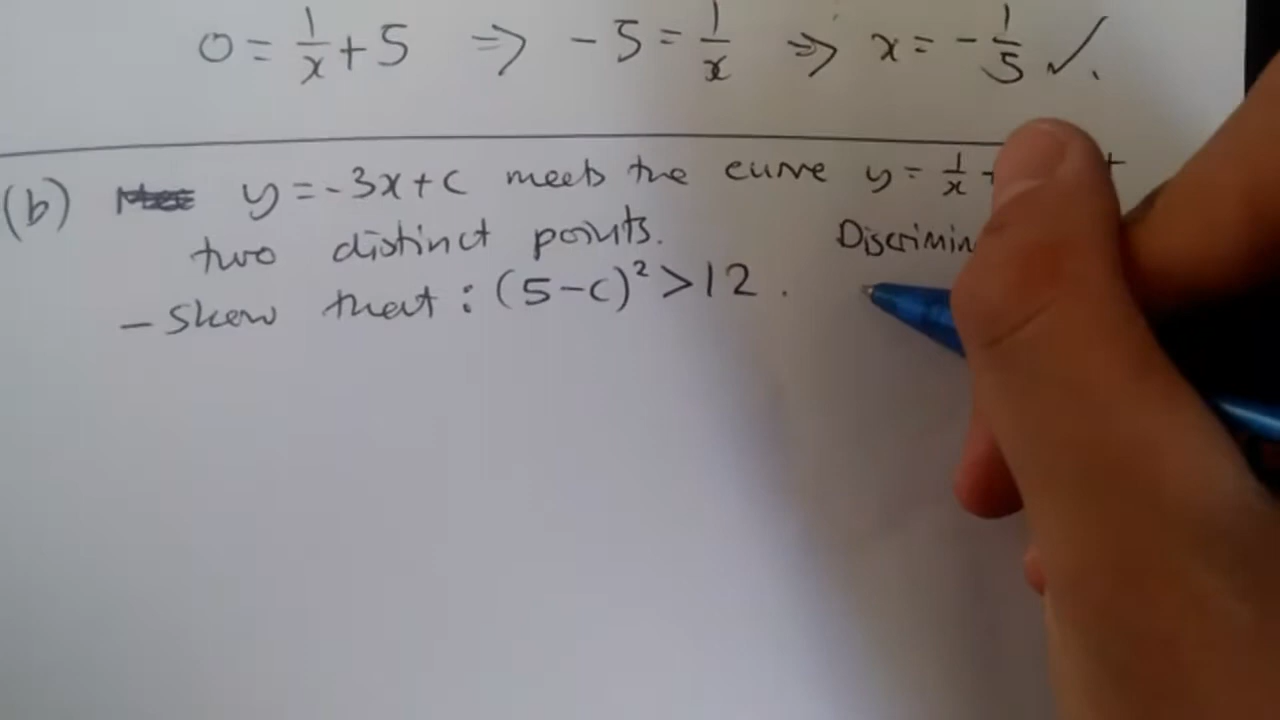 0 = 1/x + 5 ⇒ -5 = 1/x ⇒ x = -1/5 ✓.
(b) y = -3x + c meets the curve y = 1/x
two distinct points. Discrimin
- Show that : (5-c)² > 12 .